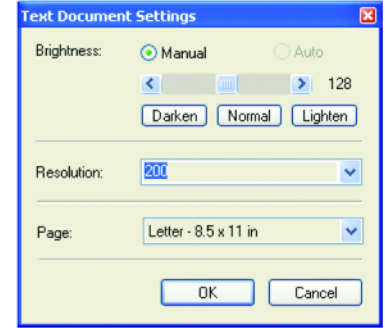 Text Document Settings
Brightness: Manual Auto
128
Darken Normal Lighten
Resolution: 200
Page: Letter - 8.5 x 11 in
OK Cancel